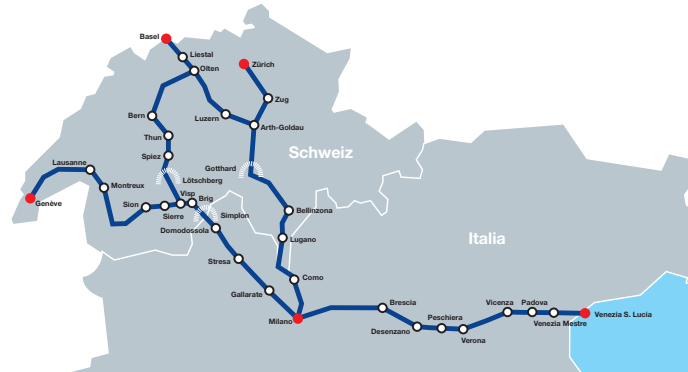 Basel
Liestal
Olten
Zürich
Zug
Bern
Luzern
Arth-Goldau
Thun
Schweiz
Spiez
Lausanne
Gotthard
Lötschberg
Montreux
Visp
Brig
Genève
Sion
Sierre
Simplon
Bellinzona
Domodossola
Lugano
Italia
Stresa
Como
Gallarate
Brescia
Vicenza
Padova
Milano
Peschiera
Venezia S. Lucia
Desenzano
Venezia Mestre
Verona